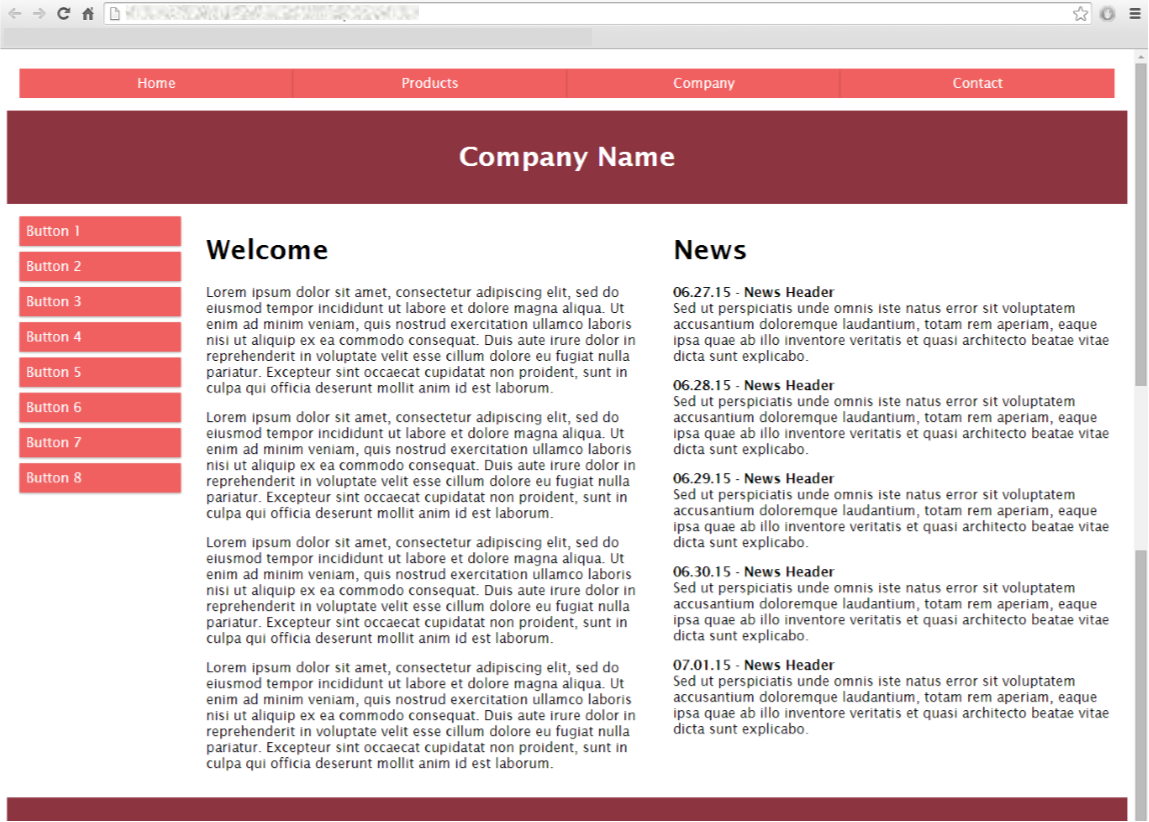 Home
Products
Company
Contact
Company Name
Button 1
Button 2
Button 3
Button 4
Button 5
Button 6
Button 7
Button 8
Welcome
Lorem ipsum dolor sit amet, consectetur adipiscing elit, sed do
eiusmod tempor incididunt ut labore et dolore magna aliqua. Ut
enim ad minim veniam, quis nostrud exercitation ullamco laboris
nisi ut aliquip ex ea commodo consequat. Duis aute irure dolor in
reprehenderit in voluptate velit esse cillum dolore eu fugiat nulla
pariatur. Excepteur sint occaecat cupidatat non proident, sunt in
culpa qui officia deserunt mollit anim id est laborum.
Lorem ipsum dolor sit amet, consectetur adipiscing elit, sed do
eiusmod tempor incididunt ut labore et dolore magna aliqua. Ut
enim ad minim veniam, quis nostrud exercitation ullamco laboris
nisi ut aliquip ex ea commodo consequat. Duis aute irure dolor in
reprehenderit in voluptate velit esse cillum dolore eu fugiat nulla
pariatur. Excepteur sint occaecat cupidatat non proident, sunt in
culpa qui officia deserunt mollit anim id est laborum.
Lorem ipsum dolor sit amet, consectetur adipiscing elit, sed do
eiusmod tempor incididunt ut labore et dolore magna aliqua. Ut
enim ad minim veniam, quis nostrud exercitation ullamco laboris
nisi ut aliquip ex ea commodo consequat. Duis aute irure dolor in
reprehenderit in voluptate velit esse cillum dolore eu fugiat nulla
pariatur. Excepteur sint occaecat cupidatat non proident, sunt in
culpa qui officia deserunt mollit anim id est laborum.
Lorem ipsum dolor sit amet, consectetur adipiscing elit, sed do
eiusmod tempor incididunt ut labore et dolore magna aliqua. Ut
enim ad minim veniam, quis nostrud exercitation ullamco laboris
nisi ut aliquip ex ea commodo consequat. Duis aute irure dolor in
reprehenderit in voluptate velit esse cillum dolore eu fugiat nulla
pariatur. Excepteur sint occaecat cupidatat non proident, sunt in
culpa qui officia deserunt mollit anim id est laborum.
News
06.27.15 - News Header
Sed ut perspiciatis unde omnis iste natus error sit voluptatem
accusantium doloremque laudantium, totam rem aperiam, eaque
ipsa quae ab illo inventore veritatis et quasi architecto beatae vitae
dicta sunt explicabo.
06.28.15 - News Header
Sed ut perspiciatis unde omnis iste natus error sit voluptatem
accusantium doloremque laudantium, totam rem aperiam, eaque
ipsa quae ab illo inventore veritatis et quasi architecto beatae vitae
dicta sunt explicabo.
06.29.15 - News Header
Sed ut perspiciatis unde omnis iste natus error sit voluptatem
accusantium doloremque laudantium, totam rem aperiam, eaque
ipsa quae ab illo inventore veritatis et quasi architecto beatae vitae
dicta sunt explicabo.
06.30.15 - News Header
Sed ut perspiciatis unde omnis iste natus error sit voluptatem
accusantium doloremque laudantium, totam rem aperiam, eaque
ipsa quae ab illo inventore veritatis et quasi architecto beatae vitae
dicta sunt explicabo.
07.01.15 - News Header
Sed ut perspiciatis unde omnis iste natus error sit voluptatem
accusantium doloremque laudantium, totam rem aperiam, eaque
ipsa quae ab illo inventore veritatis et quasi architecto beatae vitae
dicta sunt explicabo.